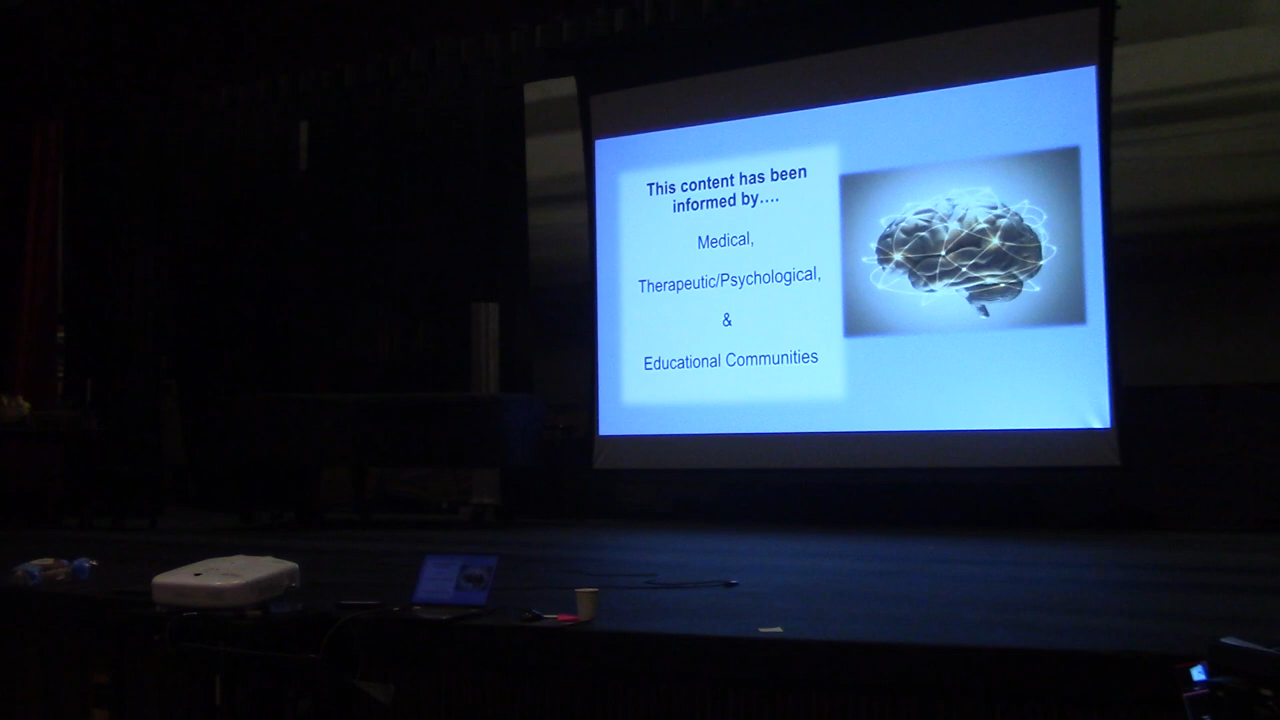 This content has been
informed by....
Medical,
Therapeutic/Psychological,
&
Educational Communities